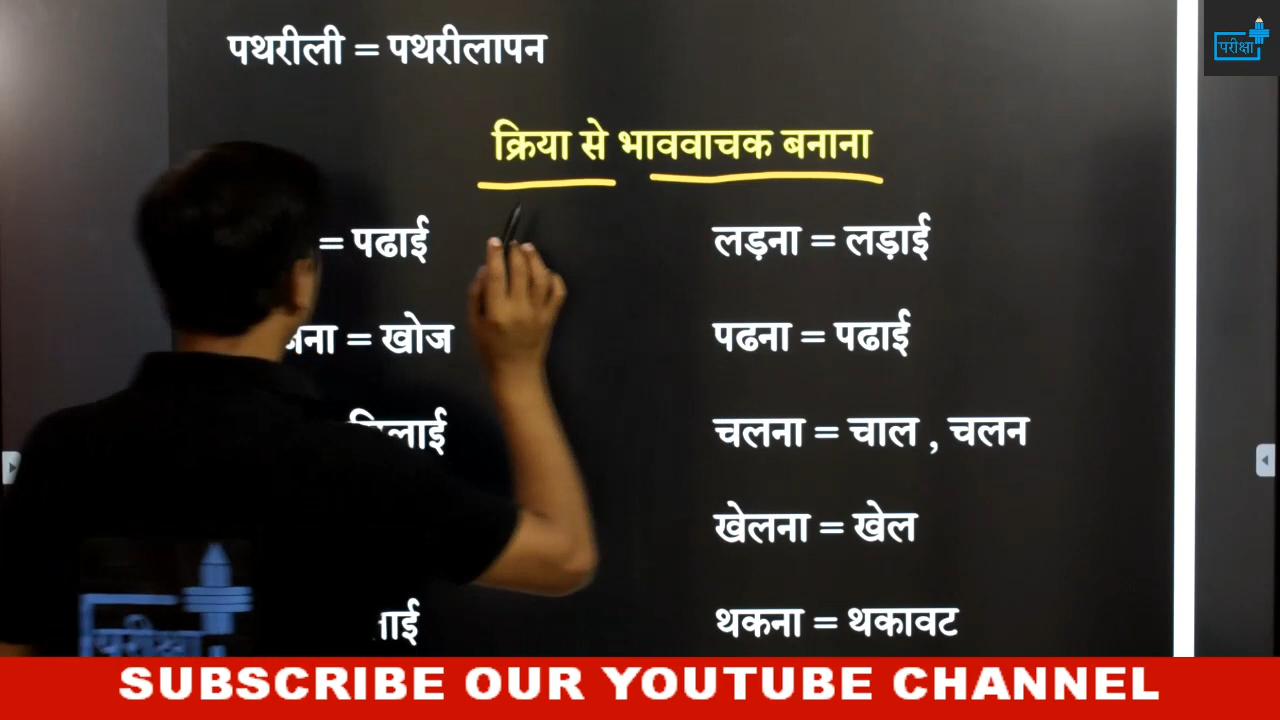 परीक्षा
पथरीली = पथरीलापन
क्रिया से भाववाचक बनाना
= पढाई
लड़ना = लड़ाई
= खोज
पढना = पढाई
चलना = चाल , चलन
खेलना = खेल
थकना = थकावट
परीक्षा
SUBSCRIBE OUR YOUTUBE CHANNEL